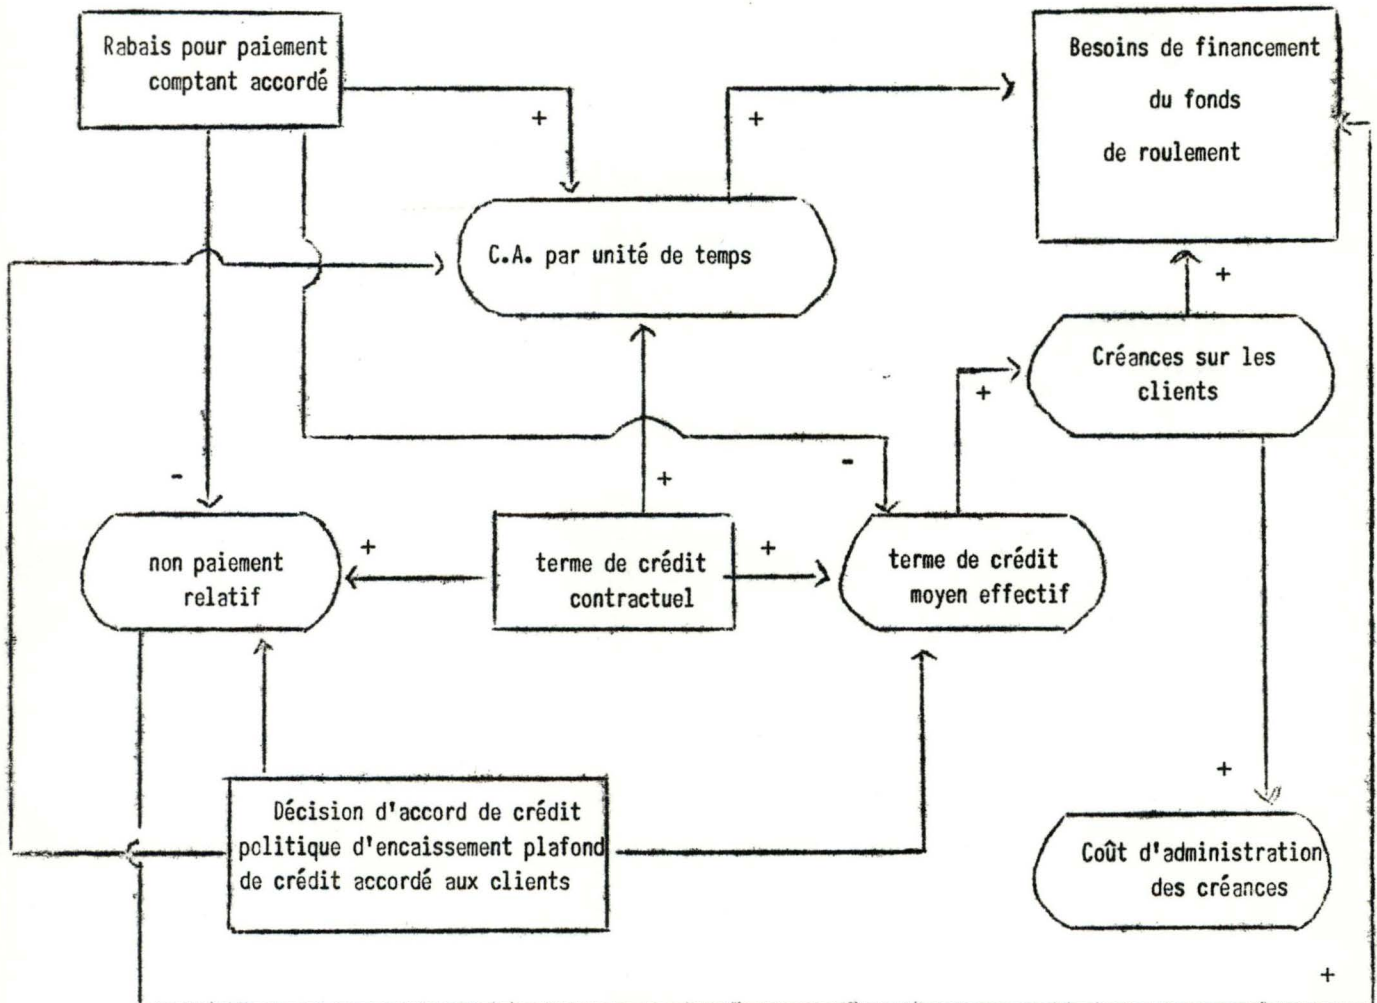 Rabais pour paiement
comptant accordé
Besoins de financement
du fonds
de roulement
+
+
C.A. par unité de temps
+
Créances sur les
clients
+
-
-
+
non paiement
relatif
+
terme de crédit
contractuel
+
terme de crédit
moyen effectif
Décision d'accord de crédit
politique d'encaissement plafond
de crédit accordé aux clients
+
Coût d'administration
des créances
+